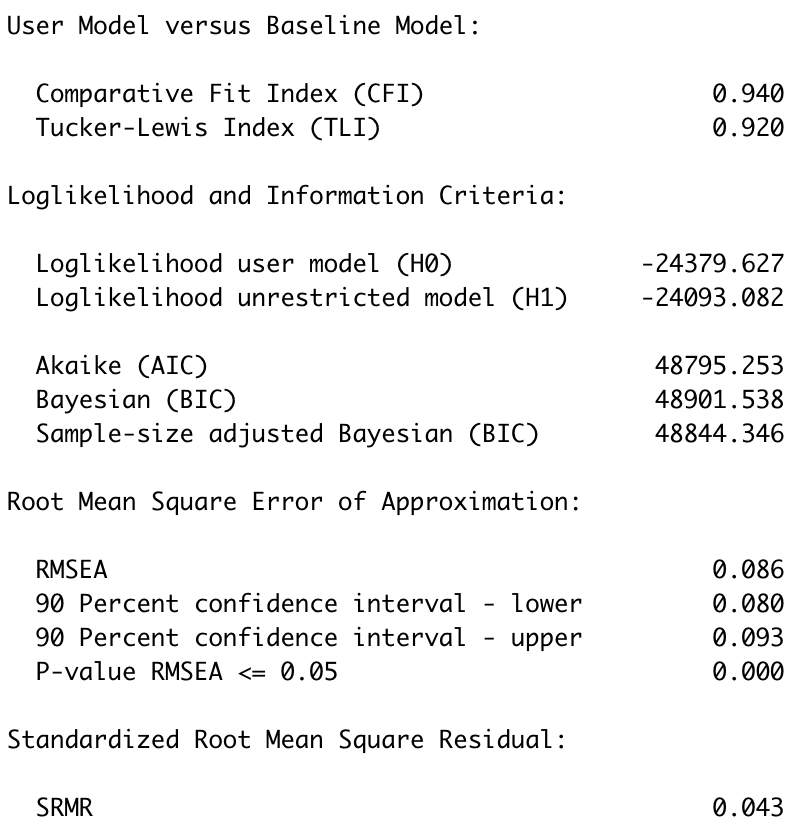 User Model versus Baseline Model:
Comparative Fit Index (CFI) 0.940
Tucker-Lewis Index (TLI) 0.920
Loglikelihood and Information Criteria:
Loglikelihood user model (H0) -24379.627
Loglikelihood unrestricted model (H1) -24093.082
Akaike (AIC) 48795.253
Bayesian (BIC) 48901.538
Sample-size adjusted Bayesian (BIC) 48844.346
Root Mean Square Error of Approximation:
RMSEA 0.086
90 Percent confidence interval - lower 0.080
90 Percent confidence interval - upper 0.093
P-value RMSEA <= 0.05 0.000
Standardized Root Mean Square Residual:
SRMR 0.043